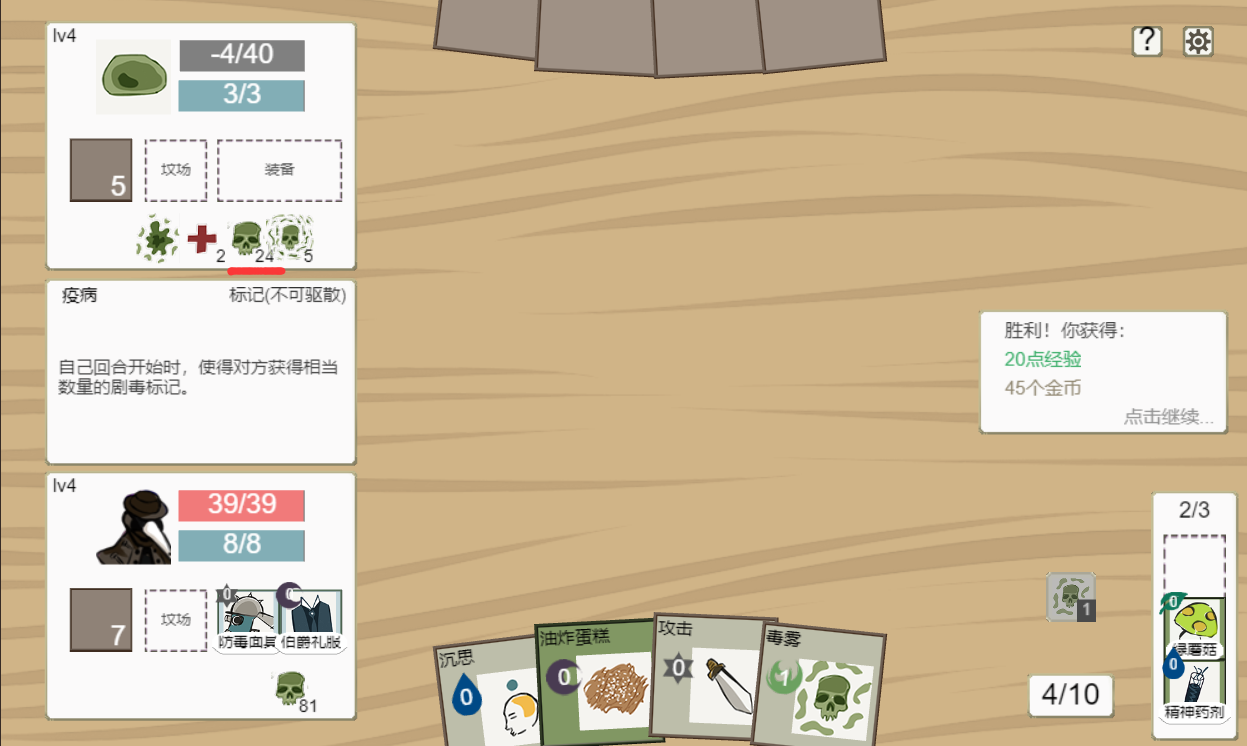 lv4
-4/40
3/3
5
坟场
装备
2
24
5
疫病
标记(不可驱散)
自己回合开始时，使得对方获得相当
数量的剧毒标记。
lv4
39/39
8/8
7
坟场
0
防毒面具
0
伯爵礼服
81
?
胜利！你获得：
20点经验
45个金币
点击继续...
沉思
0
油炸蛋糕
0
攻击
0
毒雾
1
1
4/10
2/3
0
绿蘑菇
0
精神药剂